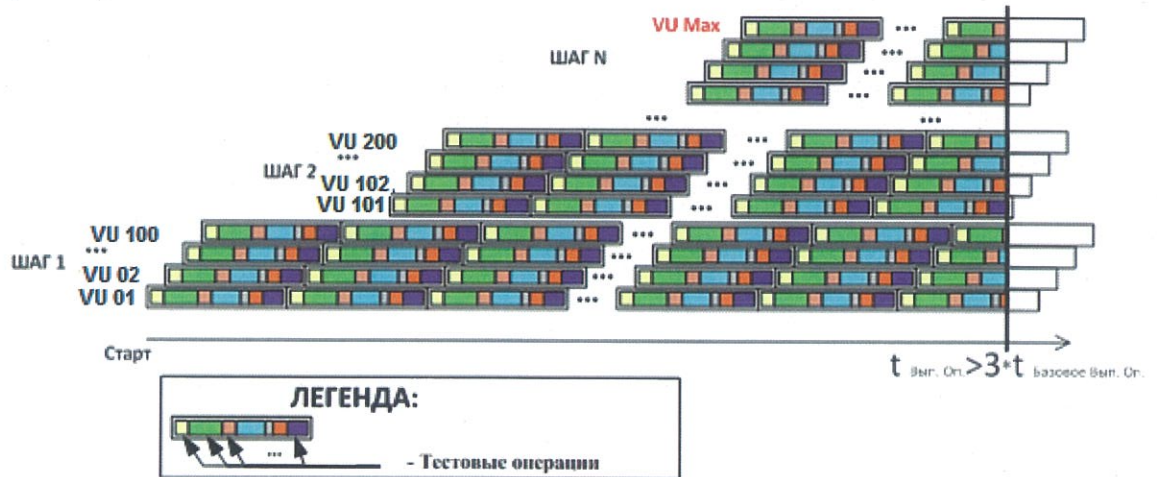 VU Max
...
ШАГ N
...
...
...
...
...
VU 200
...
...
ШАГ 2
...
VU 102
...
VU 101
...
VU 100
...
...
ШАГ 1
...
VU 02
...
VU 01
...
Старт
t Вып. Оп. >3*t Базовое Вып. Оп.
ЛЕГЕНДА:
...
- Тестовые операции